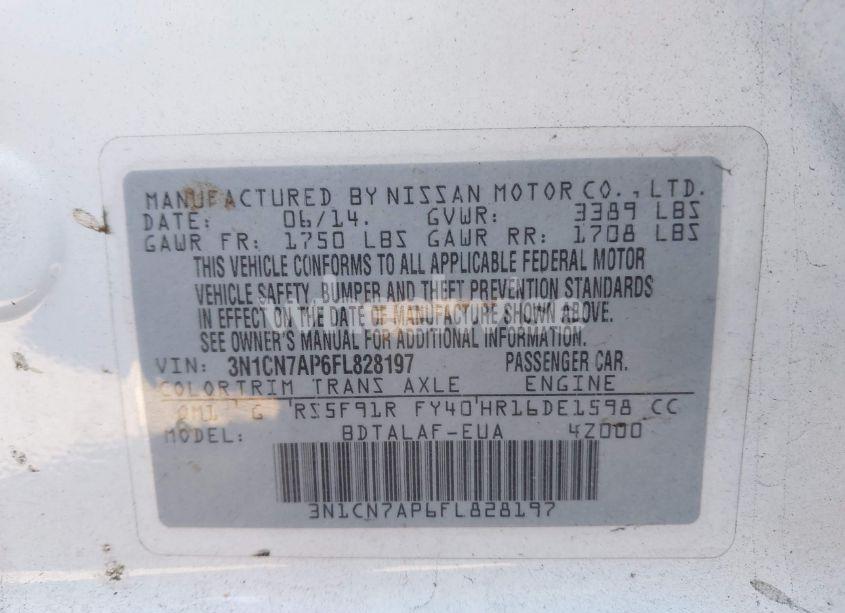 MANUFACTURED BY NISSAN MOTOR CO., LTD.
DATE: 06/14. GVWR: 3389 LBS
GAWR FR: 1750 LBS GAWR RR: 1708 LBS
THIS VEHICLE CONFORMS TO ALL APPLICABLE FEDERAL MOTOR
VEHICLE SAFETY, BUMPER AND THEFT PREVENTION STANDARDS
IN EFFECT ON THE DATE OF MANUFACTURE SHOWN ABOVE.
SEE OWNER'S MANUAL FOR ADDITIONAL INFORMATION.
VIN: 3N1CN7AP6FL828197 PASSENGER CAR.
COLORTRIM TRANS AXLE ENGINE
QM1 G RS5F91R FY40 HR16DE1598 CC
MODEL: BDTALAF-EUA 4Z000
3N1CN7AP6FL828197